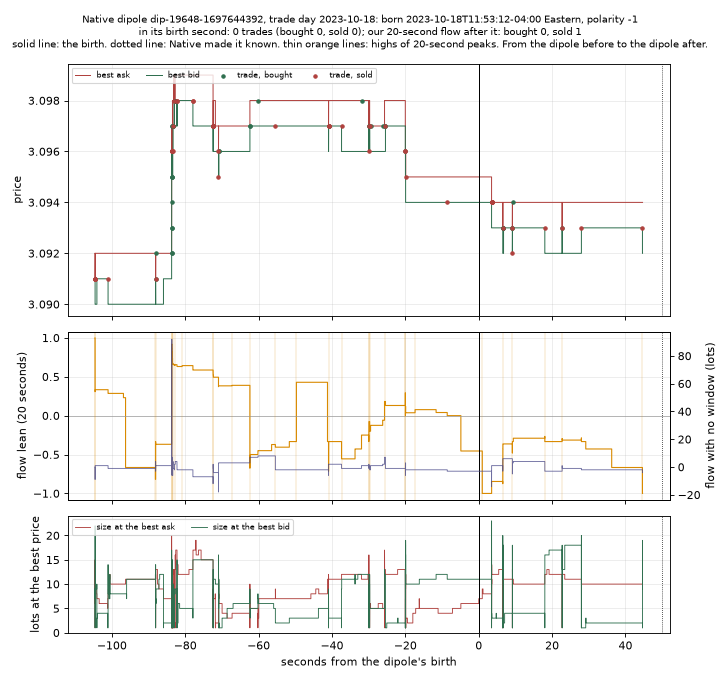 Native dipole dip-19648-1697644392, trade day 2023-10-18: born 2023-10-18T11:53:12-04:00 Eastern, polarity -1
in its birth second: 0 trades (bought 0, sold 0); our 20-second flow after it: bought 0, sold 1
solid line: the birth. dotted line: Native made it known. thin orange lines: highs of 20-second peaks. From the dipole before to the dipole after.
best ask best bid trade, bought trade, sold
3.098
3.096
3.094
3.092
3.090
price
1.0
0.5
0.0
−0.5
−1.0
flow lean (20 seconds)
80
60
40
20
0
−20
flow with no window (lots)
size at the best ask size at the best bid
20
15
10
5
0
lots at the best price
−100 −80 −60 −40 −20 0 20 40
seconds from the dipole's birth